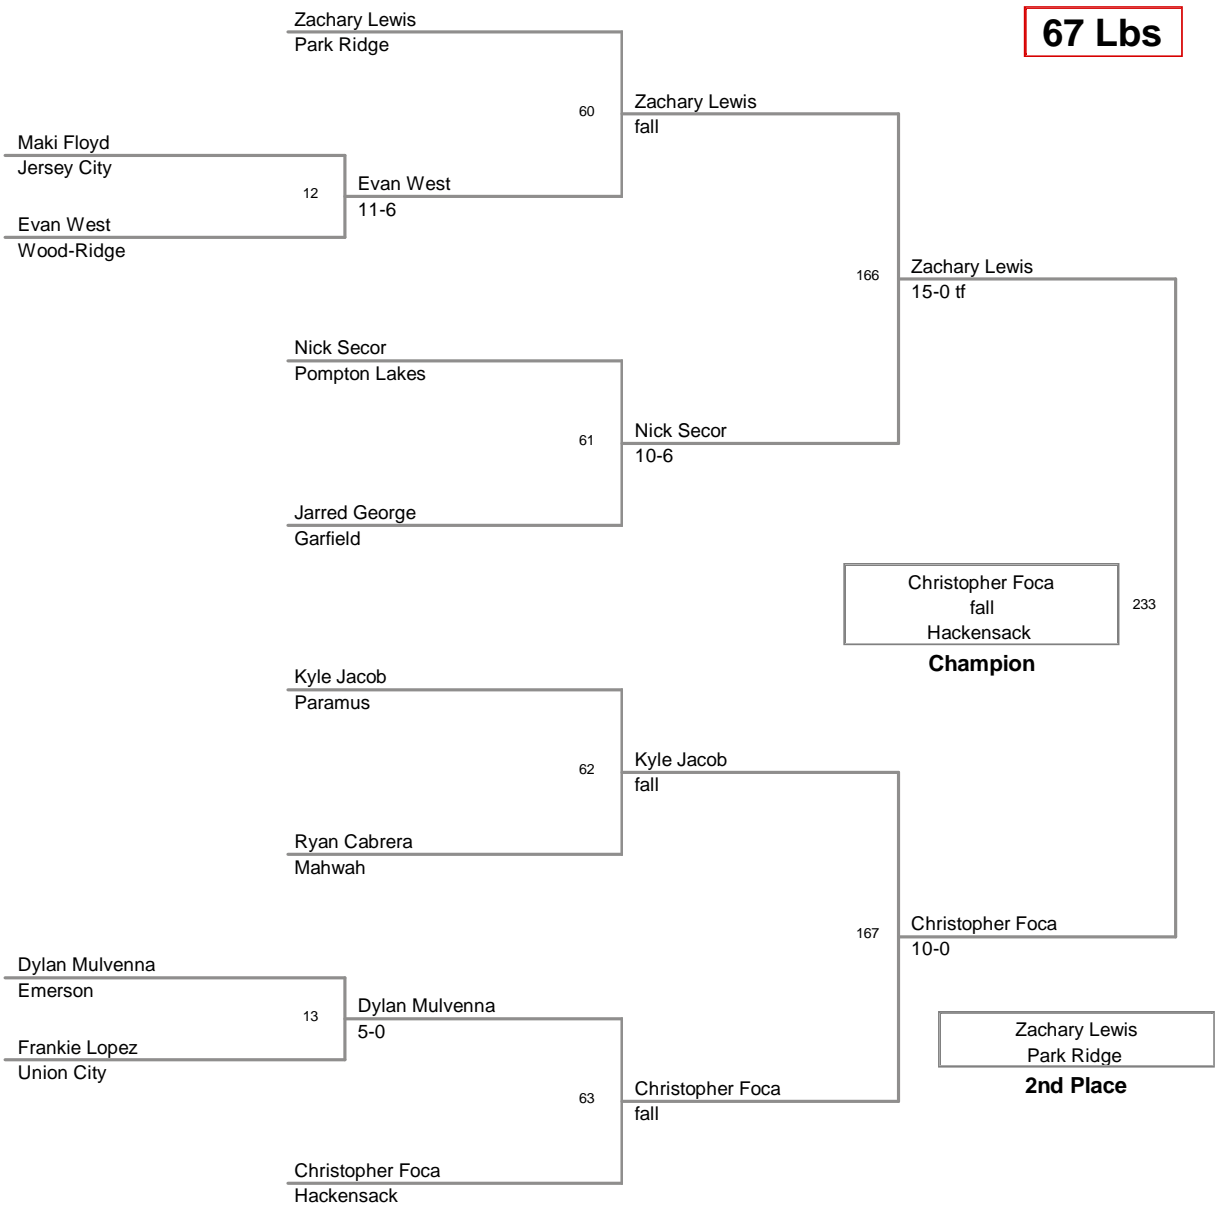 Zachary Lewis
Park Ridge
67 Lbs
60
Zachary Lewis
fall
Maki Floyd
Jersey City
12
Evan West
11-6
Evan West
Wood-Ridge
166
Zachary Lewis
15-0 tf
Nick Secor
Pompton Lakes
61
Nick Secor
10-6
Jarred George
Garfield
Christopher Foca
fall
Hackensack
233
Champion
Kyle Jacob
Paramus
62
Kyle Jacob
fall
Ryan Cabrera
Mahwah
167
Christopher Foca
10-0
Dylan Mulvenna
Emerson
13
Dylan Mulvenna
5-0
Frankie Lopez
Union City
Zachary Lewis
Park Ridge
2nd Place
63
Christopher Foca
fall
Christopher Foca
Hackensack